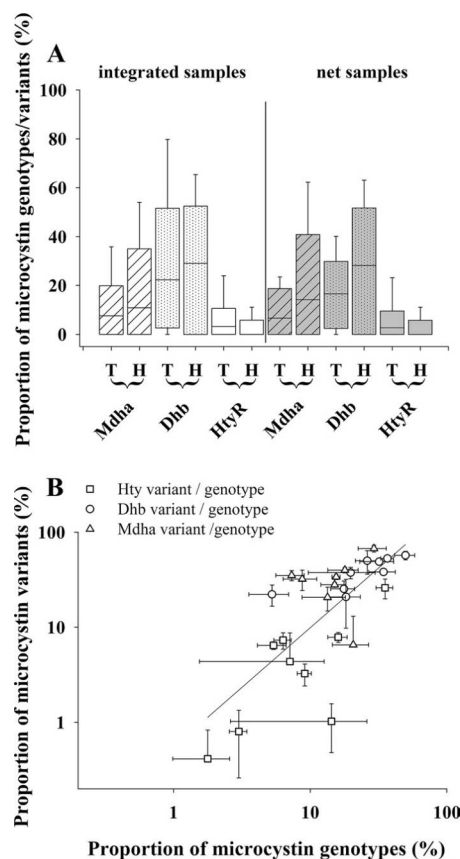 A
integrated samples net samples
Proportion of microcystin genotypes/variants (%)
100
80
60
40
20
0
T H T H T H T H T H T H
Mdha Dhb HtyR Mdha Dhb HtyR
B
Hty variant / genotype
Dhb variant / genotype
Mdha variant /genotype
Proportion of microcystin variants (%)
100
10
1
1 10 100
Proportion of microcystin genotypes (%)